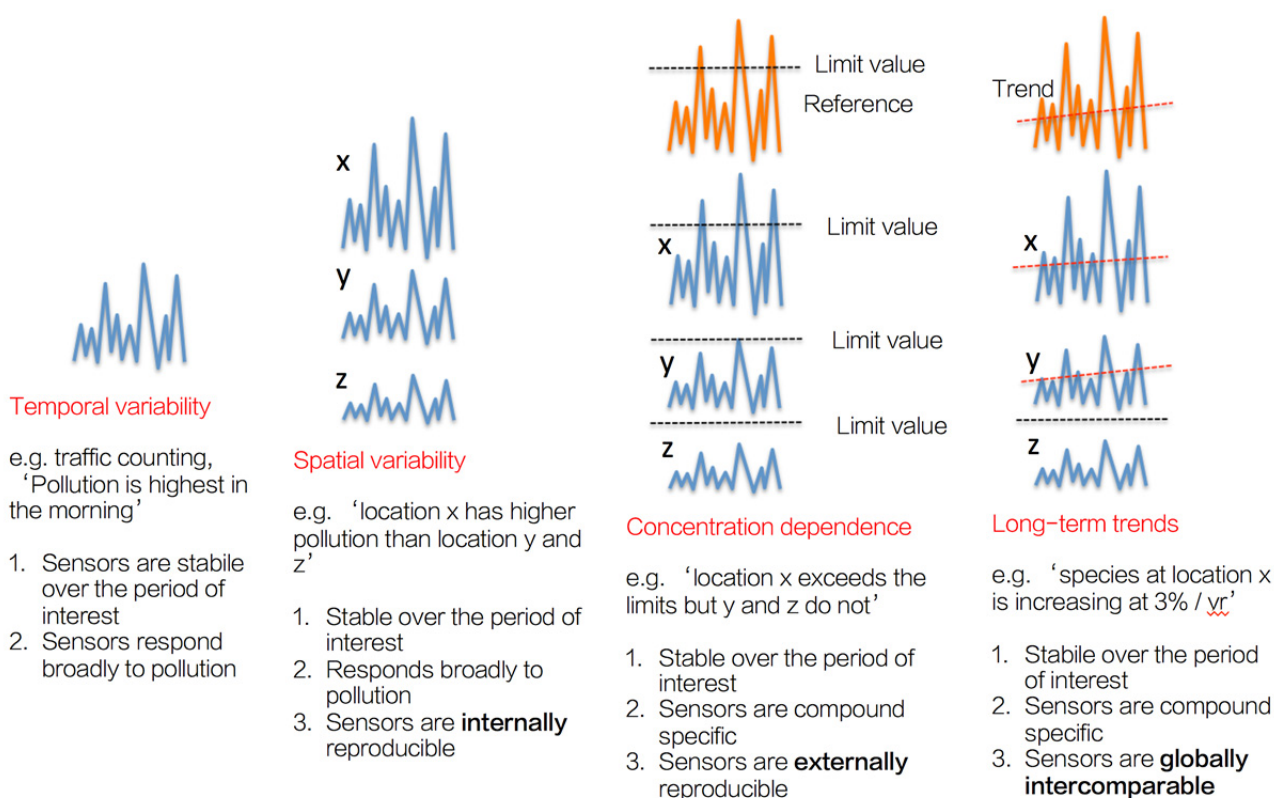 Temporal variability
e.g. traffic counting,
‘Pollution is highest in
the morning’
1. Sensors are stabile
over the period of
interest
2. Sensors respond
broadly to pollution
x
y
z
Spatial variability
e.g. ‘location x has higher
pollution than location y and
z’
1. Stable over the period of
interest
2. Responds broadly to
pollution
3. Sensors are internally
reproducible
Limit value
Reference
x
Limit value
y
Limit value
z
Limit value
Concentration dependence
e.g. ‘location x exceeds the
limits but y and z do not’
1. Stable over the period of
interest
2. Sensors are compound
specific
3. Sensors are externally
reproducible
Trend
x
y
z
Long-term trends
e.g. ‘species at location x
is increasing at 3% / yr’
1. Stabile over the period
of interest
2. Sensors are compound
specific
3. Sensors are globally
intercomparable